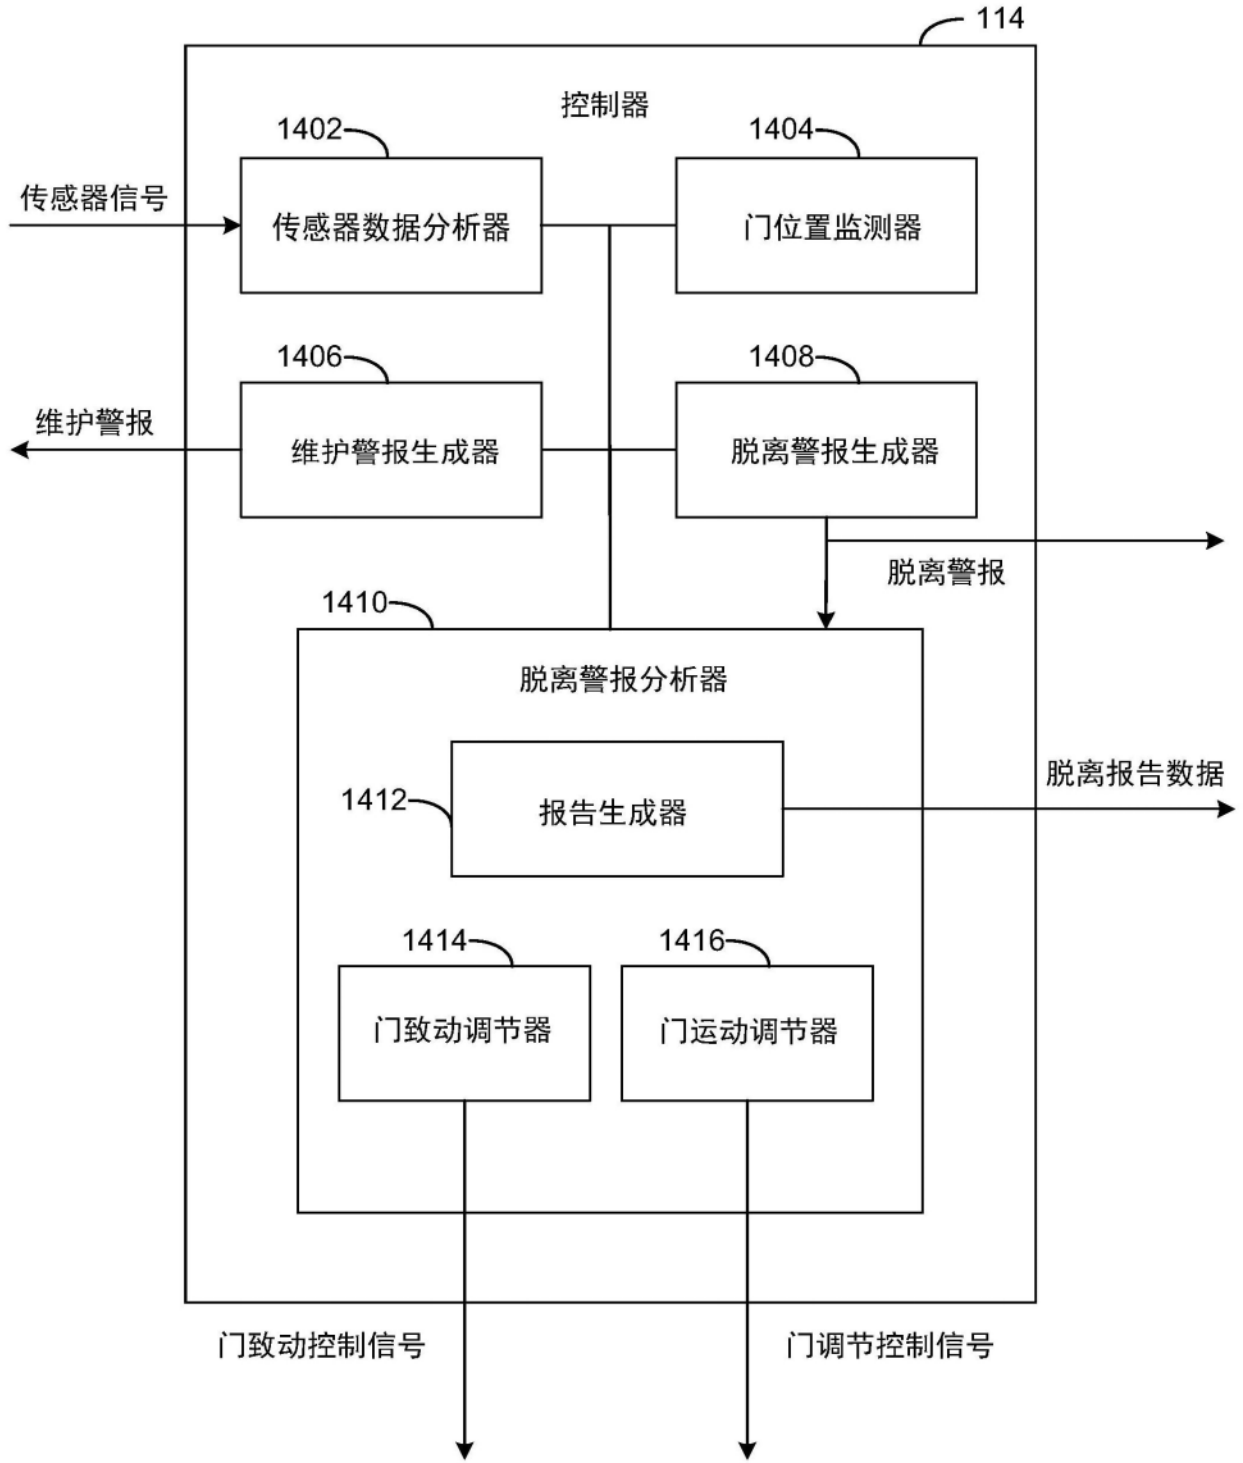 114
控制器
1402
1404
传感器信号
传感器数据分析器
门位置监测器
1406
1408
维护警报
维护警报生成器
脱离警报生成器
脱离警报
1410
脱离警报分析器
脱离报告数据
1412
报告生成器
1414
1416
门致动调节器
门运动调节器
门致动控制信号
门调节控制信号